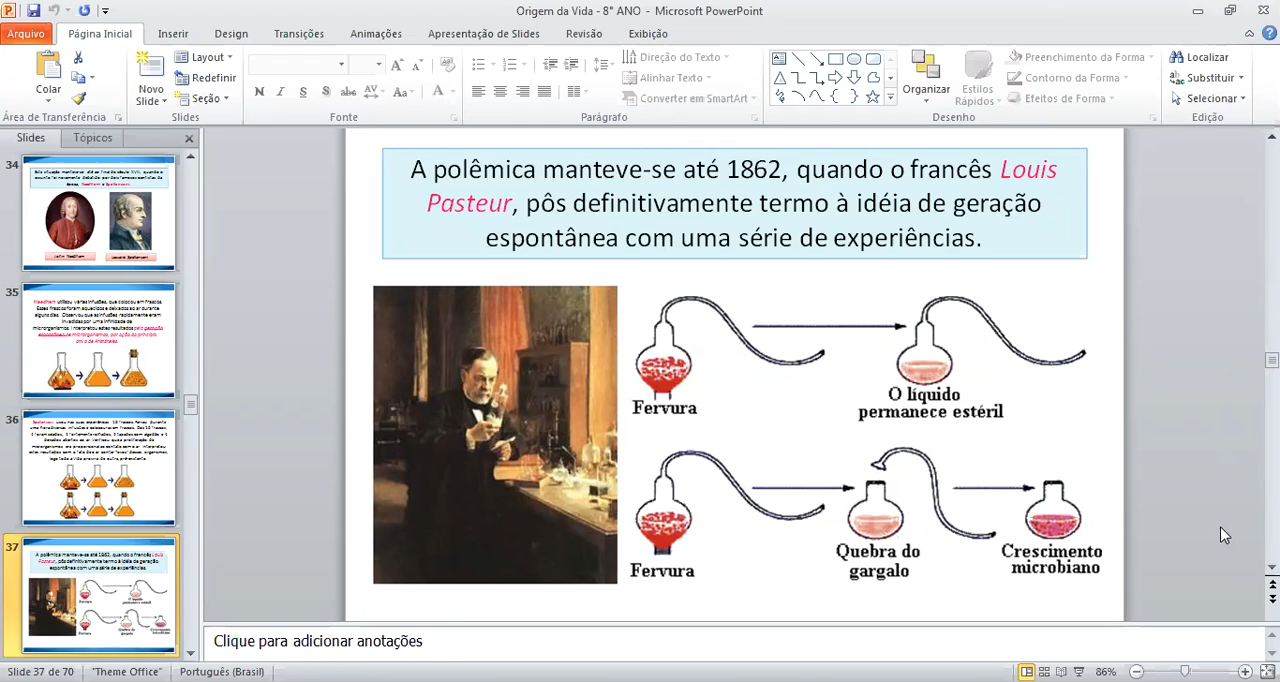 Origem da Vida - 8° ANO - Microsoft PowerPoint
Arquivo
Página Inicial
Inserir
Design
Transições
Animações
Apresentação de Slides
Revisão
Exibição
Colar
Área de Transferência
Novo
Slide
Layout
Redefinir
Seção
Slides
N I S S abc AV Aa A
Fonte
Parágrafo
Direção do Texto
Alinhar Texto
Converter em SmartArt
Organizar
Estilos
Rápidos
Preenchimento da Forma
Contorno da Forma
Efeitos de Forma
Desenho
Localizar
Substituir
Selecionar
Edição
Slides
Tópicos
34
35
36
37
A polêmica manteve-se até 1862, quando o francês Louis
Pasteur, pôs definitivamente termo à idéia de geração
espontânea com uma série de experiências.
Fervura
O líquido
permanece estéril
Fervura
Quebra do
gargalo
Crescimento
microbiano
Clique para adicionar anotações
Slide 37 de 70
"Theme Office"
Português (Brasil)
86%